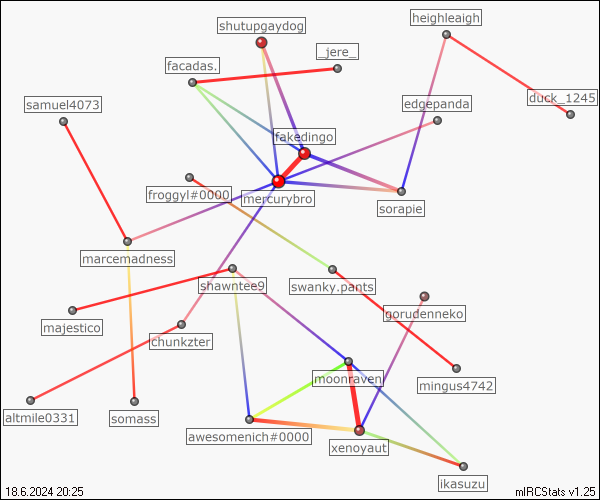 heighleaigh
shutupgaydog
_jere_
facadas.
duck_1245
samuel4073
edgepanda
fakedingo
froggyl#0000
mercurybro
sorapie
marcemadness
shawntee9
swanky.pants
gorudenneko
majestico
chunkzter
moonraven
mingus4742
altmile0331
somass
awesomenich#0000
xenoyaut
ikasuzu
18.6.2024 20:25
mIRCStats v1.25